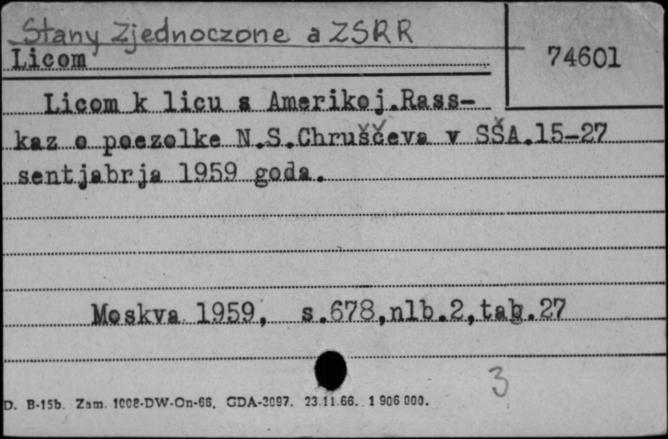 Stany Zjednoczone a ZSRR
74601
Licom
Licom k licu s Amerikoj.Rass-
kaz o poezolke N.S.Chruščeva v SŠA.15-27
sentjabrja 1959 goda.
Moskva 1959, s.678,nlb.2,tab.27
3
D. B-15b. Zam. 1008-DW-On-66. GDA-2097. 23.11.66. 1 906 000.